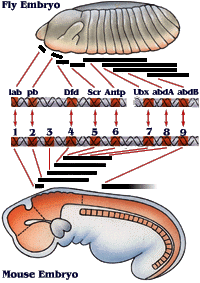 Fly Embryo
lab pb Dfd Scr Antp Ubx abdA abdB
1 2 3 4 5 6 7 8 9
Mouse Embryo